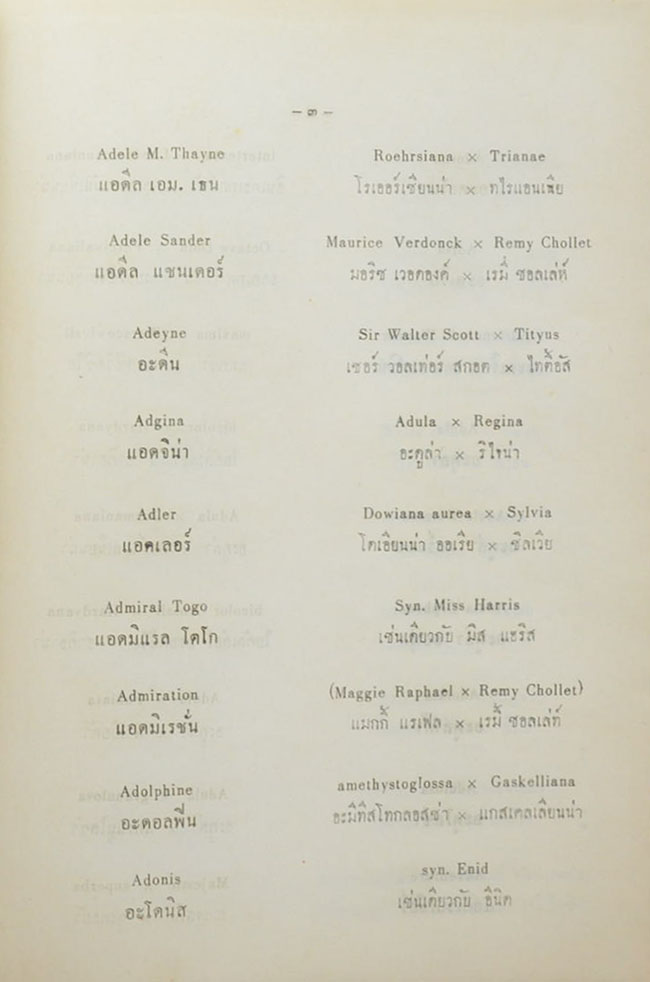 - ๓ -
Adele M. Thayne Roehrsiana × Trianae
แอดีล เอม. เธน โรเออร์เซียนน่า × ทไรแอนเนีย
Adele Sander Maurice Verdonck × Remy Chollet
แอดีล แซนเดอร์ มอริซ เวอดองค์ × เรมี่ ชอลเล่ห์
Adeyne Sir Walter Scott × Tityus
อะดีน เซอร์ วอลเท่อร์ สกอต × ไทตี้อัส
Adgina Adula × Regina
แอดจิน่า อะดูล่า × ริไจน่า
Adler Dowiana aurea × Sylvia
แอดเลอร์ โดเอียนน่า ออเรีย × ซิลเวีย
Admiral Togo Syn. Miss Harris
แอดมิแรล โตโก เช่นเดียวกับ มิส แฮริส
Admiration (Maggie Raphael × Remy Chollet)
แอดมิเรชั่น แมกกี้ แรเฟล × เรมี่ ชอลเล่ท์
Adolphine amethystoglossa × Gaskelliana
อะดอลฟีน อะมิทิสโทกลอสซ่า × แกสเคลเลียนน่า
Adonis syn. Enid
อะโดนิส เช่นเดียวกับ อีนิด